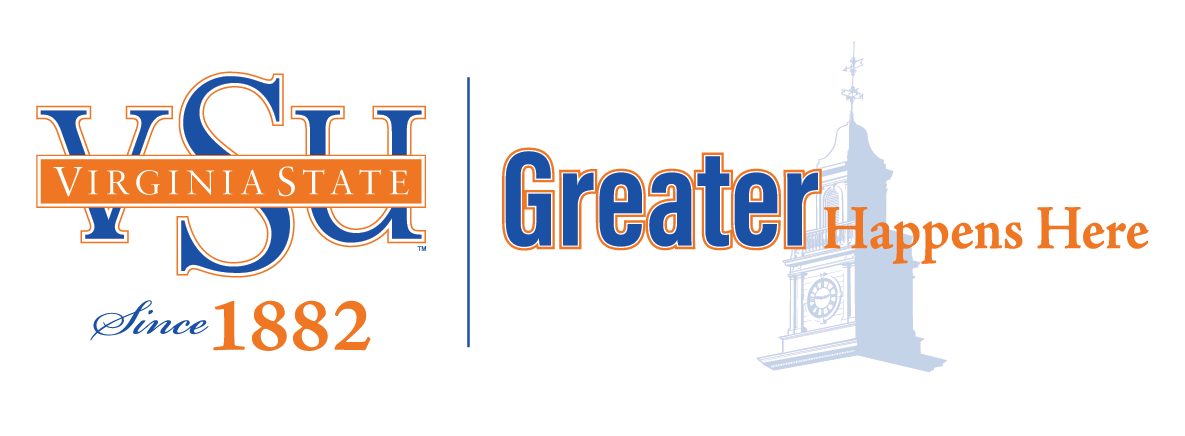 VSU
VIRGINIA STATE
™
Since 1882
Greater
Happens Here